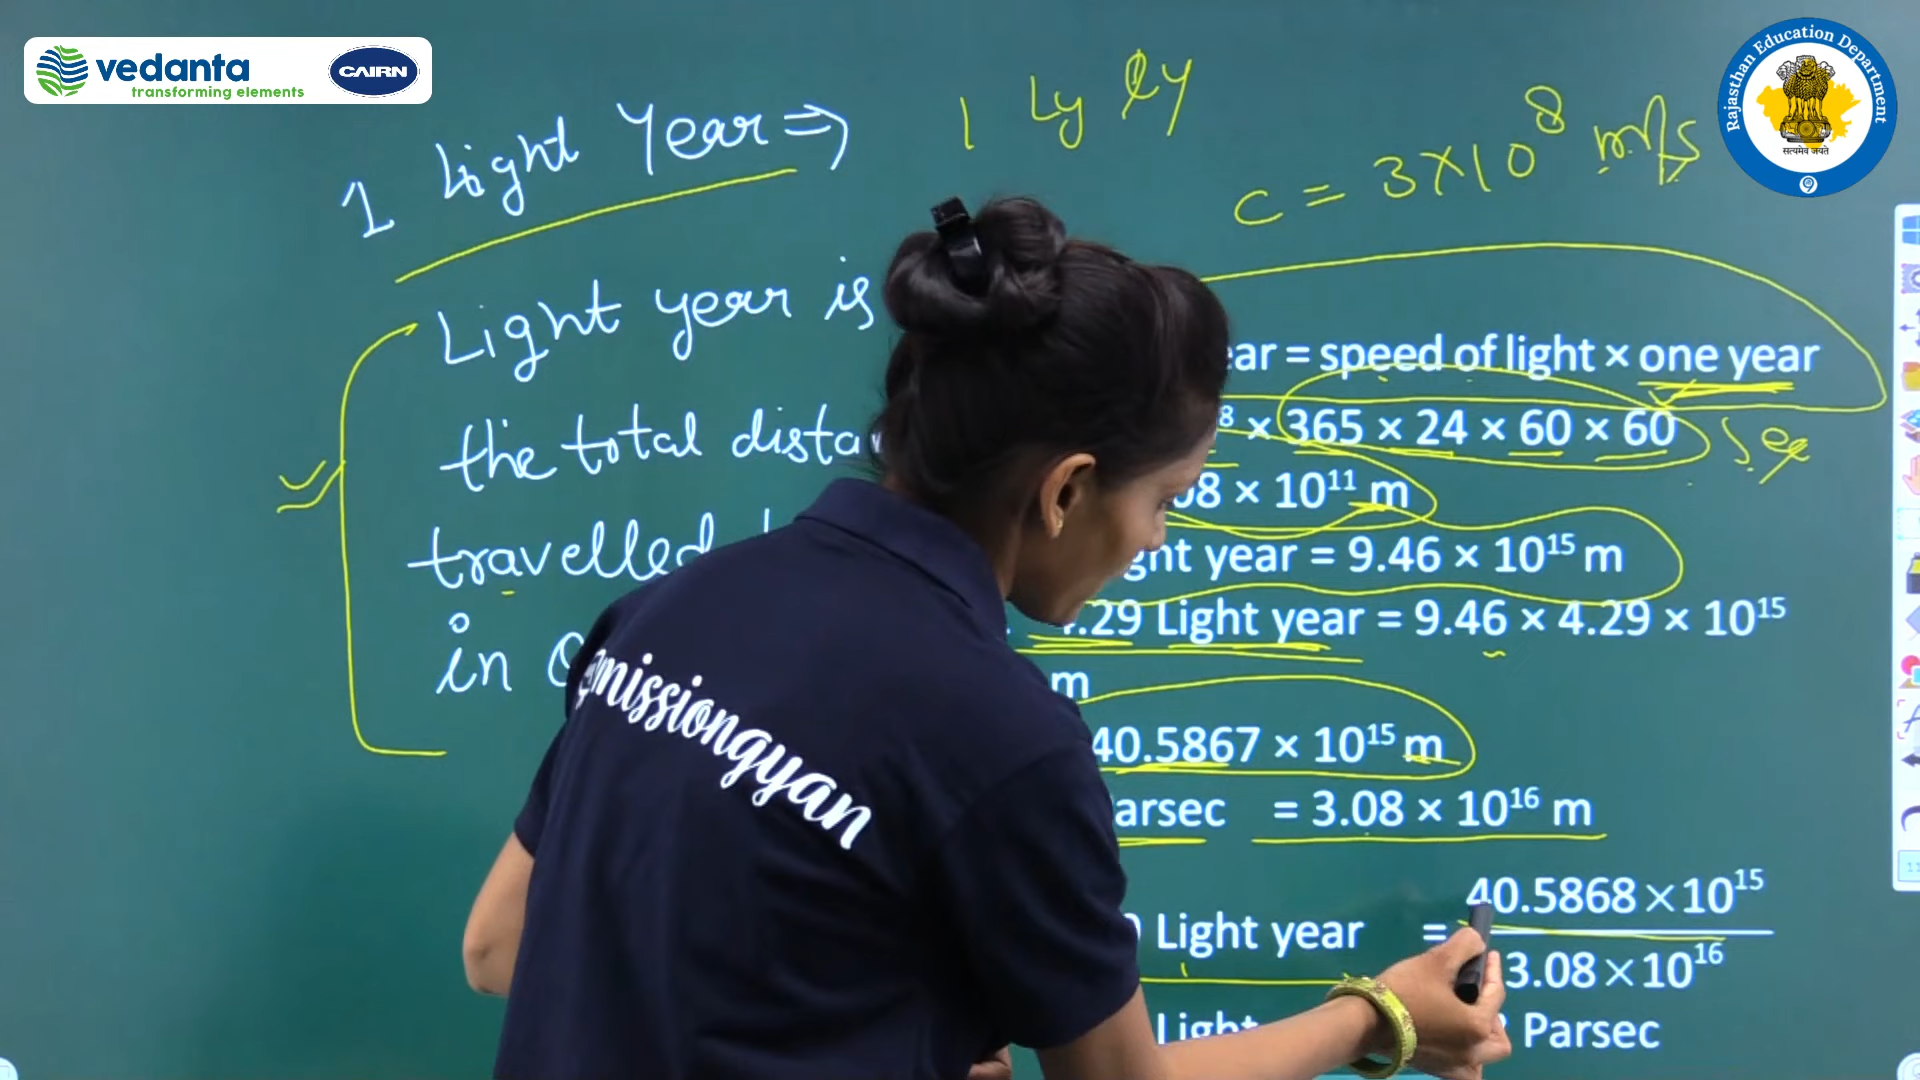 vedanta
transforming elements
CAIRN
Rajasthan Education Department
सत्यमेव जयते
1 Light Year ⇒
1 Ly ly
c = 3×10⁸ m/s
Light year is
the total dista
travelled
in
ear = speed of light × one year
⁸ × 365 × 24 × 60 × 60
08 × 10¹¹ m
ght year = 9.46 × 10¹⁵ m
4.29 Light year = 9.46 × 4.29 × 10¹⁵
m
40.5867 × 10¹⁵ m
arsec = 3.08 × 10¹⁶ m
Light year = 40.5868×10¹⁵
3.08×10¹⁶
Light
Parsec
missiongyan